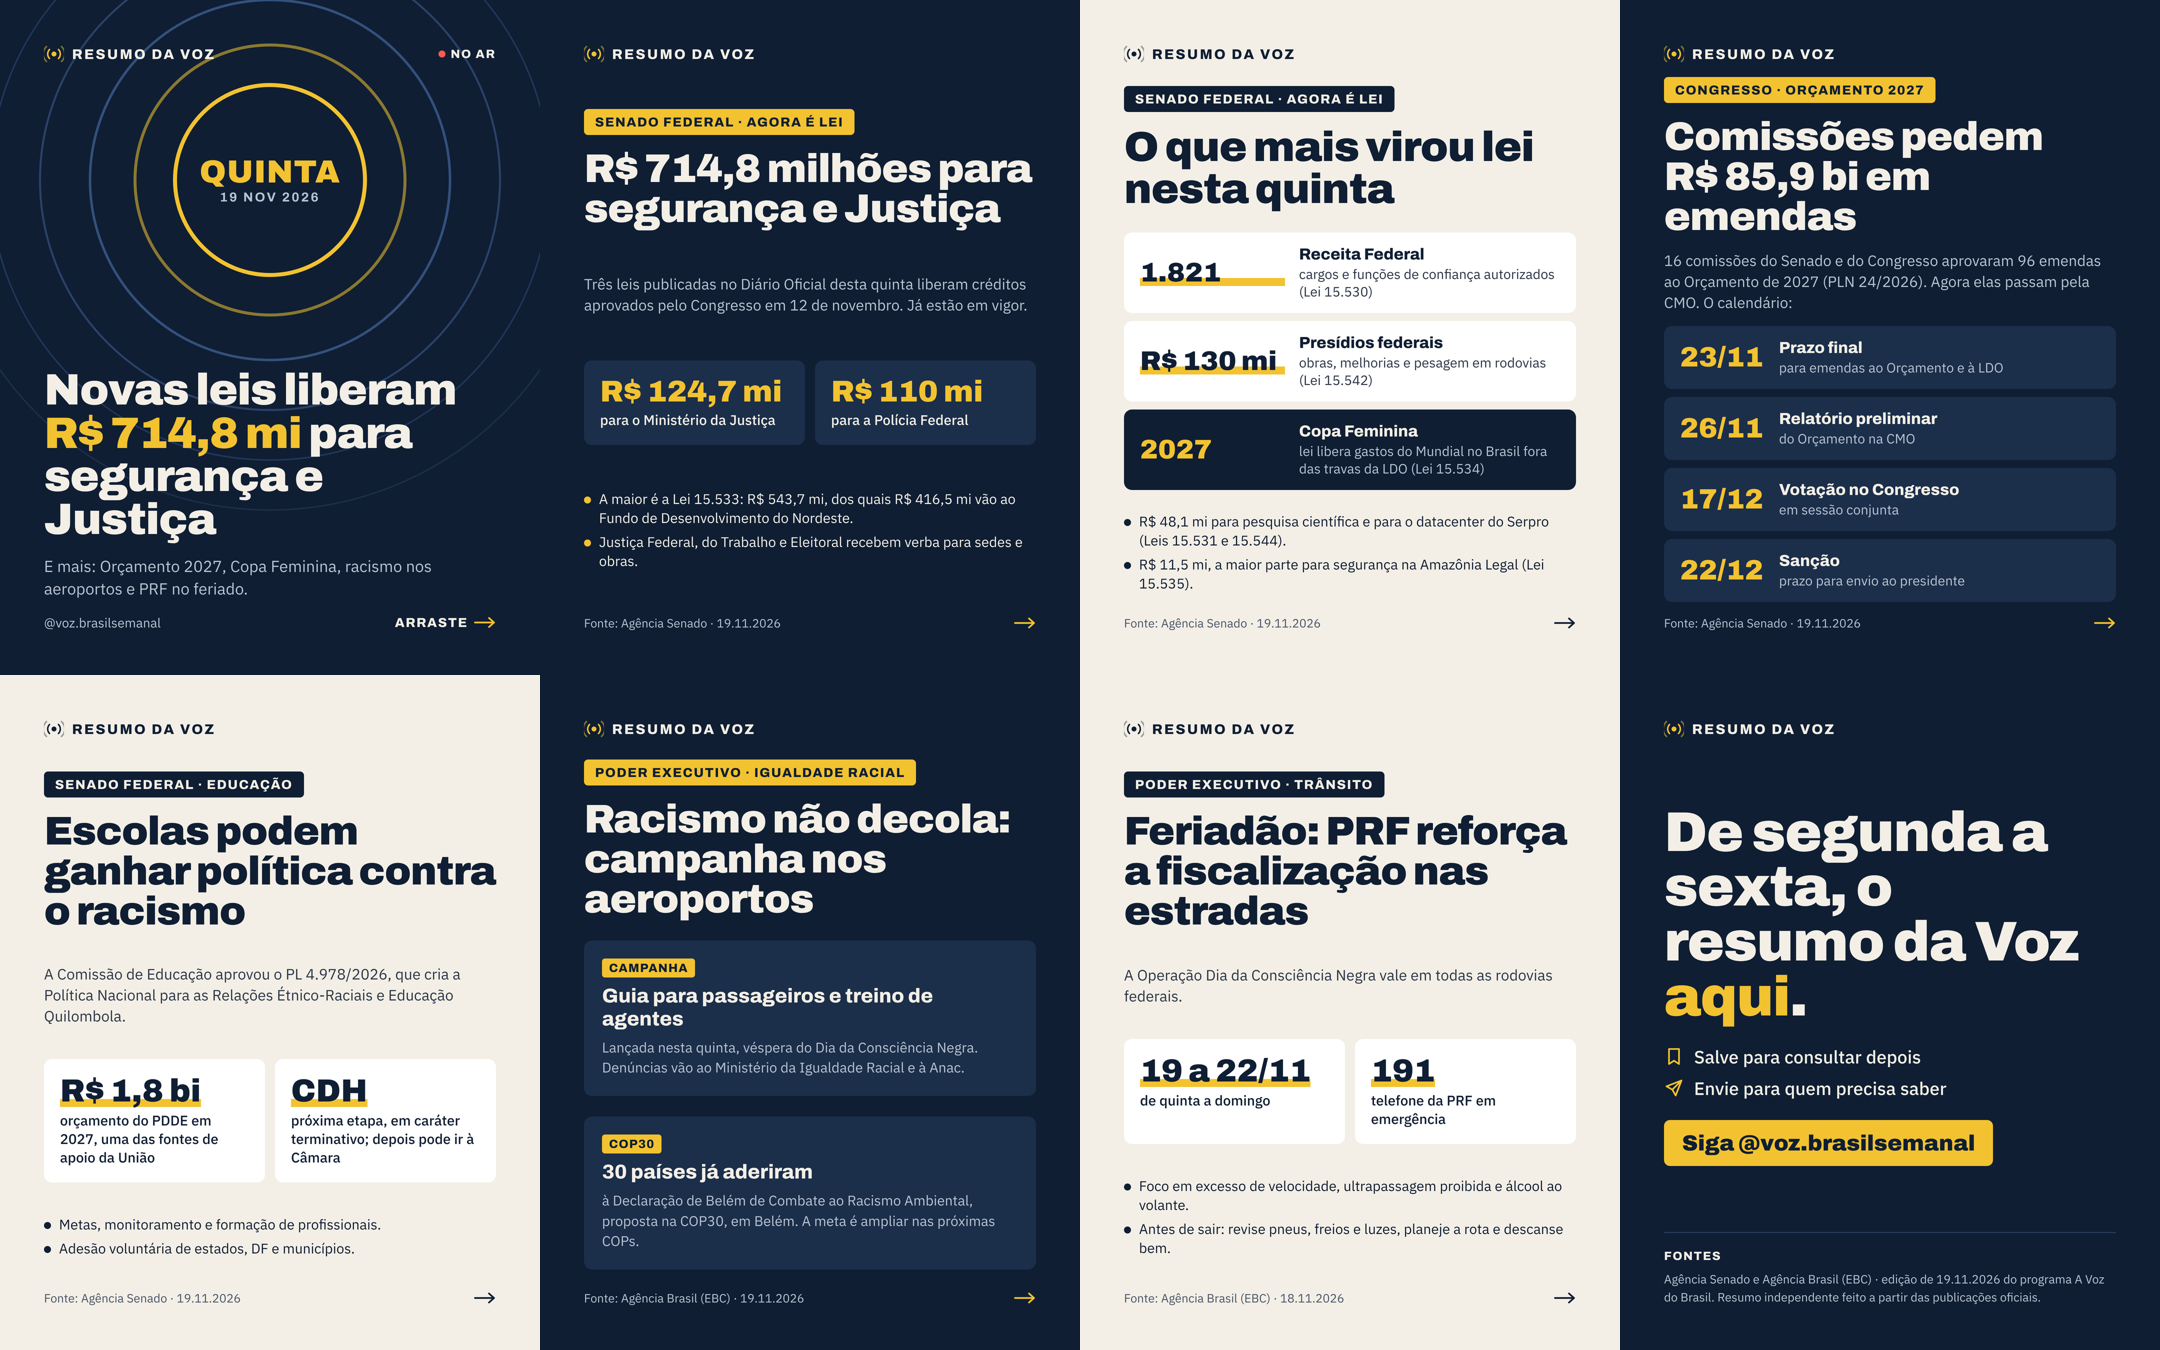 RESUMO DA VOZ
NO AR
QUINTA
19 NOV 2026
Novas leis liberam
R$ 714,8 mi para
segurança e
Justiça
E mais: Orçamento 2027, Copa Feminina, racismo nos
aeroportos e PRF no feriado.
@voz.brasilsemanal
ARRASTE
RESUMO DA VOZ
SENADO FEDERAL · AGORA É LEI
R$ 714,8 milhões para
segurança e Justiça
Três leis publicadas no Diário Oficial desta quinta liberam créditos
aprovados pelo Congresso em 12 de novembro. Já estão em vigor.
R$ 124,7 mi
para o Ministério da Justiça
R$ 110 mi
para a Polícia Federal
A maior é a Lei 15.533: R$ 543,7 mi, dos quais R$ 416,5 mi vão ao
Fundo de Desenvolvimento do Nordeste.
Justiça Federal, do Trabalho e Eleitoral recebem verba para sedes e
obras.
Fonte: Agência Senado · 19.11.2026
RESUMO DA VOZ
SENADO FEDERAL · AGORA É LEI
O que mais virou lei
nesta quinta
1.821
Receita Federal
cargos e funções de confiança autorizados
(Lei 15.530)
R$ 130 mi
Presídios federais
obras, melhorias e pesagem em rodovias
(Lei 15.542)
2027
Copa Feminina
lei libera gastos do Mundial no Brasil fora
das travas da LDO (Lei 15.534)
R$ 48,1 mi para pesquisa científica e para o datacenter do Serpro
(Leis 15.531 e 15.544).
R$ 11,5 mi, a maior parte para segurança na Amazônia Legal (Lei
15.535).
Fonte: Agência Senado · 19.11.2026
RESUMO DA VOZ
CONGRESSO · ORÇAMENTO 2027
Comissões pedem
R$ 85,9 bi em
emendas
16 comissões do Senado e do Congresso aprovaram 96 emendas
ao Orçamento de 2027 (PLN 24/2026). Agora elas passam pela
CMO. O calendário:
23/11
Prazo final
para emendas ao Orçamento e à LDO
26/11
Relatório preliminar
do Orçamento na CMO
17/12
Votação no Congresso
em sessão conjunta
22/12
Sanção
prazo para envio ao presidente
Fonte: Agência Senado · 19.11.2026
RESUMO DA VOZ
SENADO FEDERAL · EDUCAÇÃO
Escolas podem
ganhar política contra
o racismo
A Comissão de Educação aprovou o PL 4.978/2026, que cria a
Política Nacional para as Relações Étnico-Raciais e Educação
Quilombola.
R$ 1,8 bi
orçamento do PDDE em
2027, uma das fontes de
apoio da União
CDH
próxima etapa, em caráter
terminativo; depois pode ir à
Câmara
Metas, monitoramento e formação de profissionais.
Adesão voluntária de estados, DF e municípios.
Fonte: Agência Senado · 19.11.2026
RESUMO DA VOZ
PODER EXECUTIVO · IGUALDADE RACIAL
Racismo não decola:
campanha nos
aeroportos
CAMPANHA
Guia para passageiros e treino de
agentes
Lançada nesta quinta, véspera do Dia da Consciência Negra.
Denúncias vão ao Ministério da Igualdade Racial e à Anac.
COP30
30 países já aderiram
à Declaração de Belém de Combate ao Racismo Ambiental,
proposta na COP30, em Belém. A meta é ampliar nas próximas
COPs.
Fonte: Agência Brasil (EBC) · 19.11.2026
RESUMO DA VOZ
PODER EXECUTIVO · TRÂNSITO
Feriadão: PRF reforça
a fiscalização nas
estradas
A Operação Dia da Consciência Negra vale em todas as rodovias
federais.
19 a 22/11
de quinta a domingo
191
telefone da PRF em
emergência
Foco em excesso de velocidade, ultrapassagem proibida e álcool ao
volante.
Antes de sair: revise pneus, freios e luzes, planeje a rota e descanse
bem.
Fonte: Agência Brasil (EBC) · 18.11.2026
RESUMO DA VOZ
De segunda a
sexta, o
resumo da Voz
aqui.
Salve para consultar depois
Envie para quem precisa saber
Siga @voz.brasilsemanal
FONTES
Agência Senado e Agência Brasil (EBC) · edição de 19.11.2026 do programa A Voz
do Brasil. Resumo independente feito a partir das publicações oficiais.